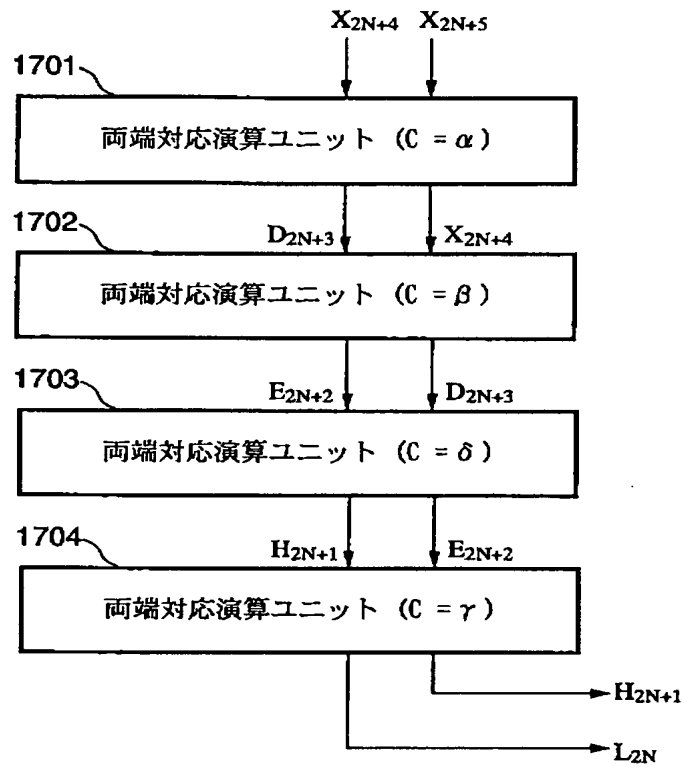 X2N+4 X2N+5
1701
両端対応演算ユニット (C = α)
1702
D2N+3 X2N+4
両端対応演算ユニット (C = β)
1703
E2N+2 D2N+3
両端対応演算ユニット (C = δ)
1704
H2N+1 E2N+2
両端対応演算ユニット (C = γ)
H2N+1
L2N